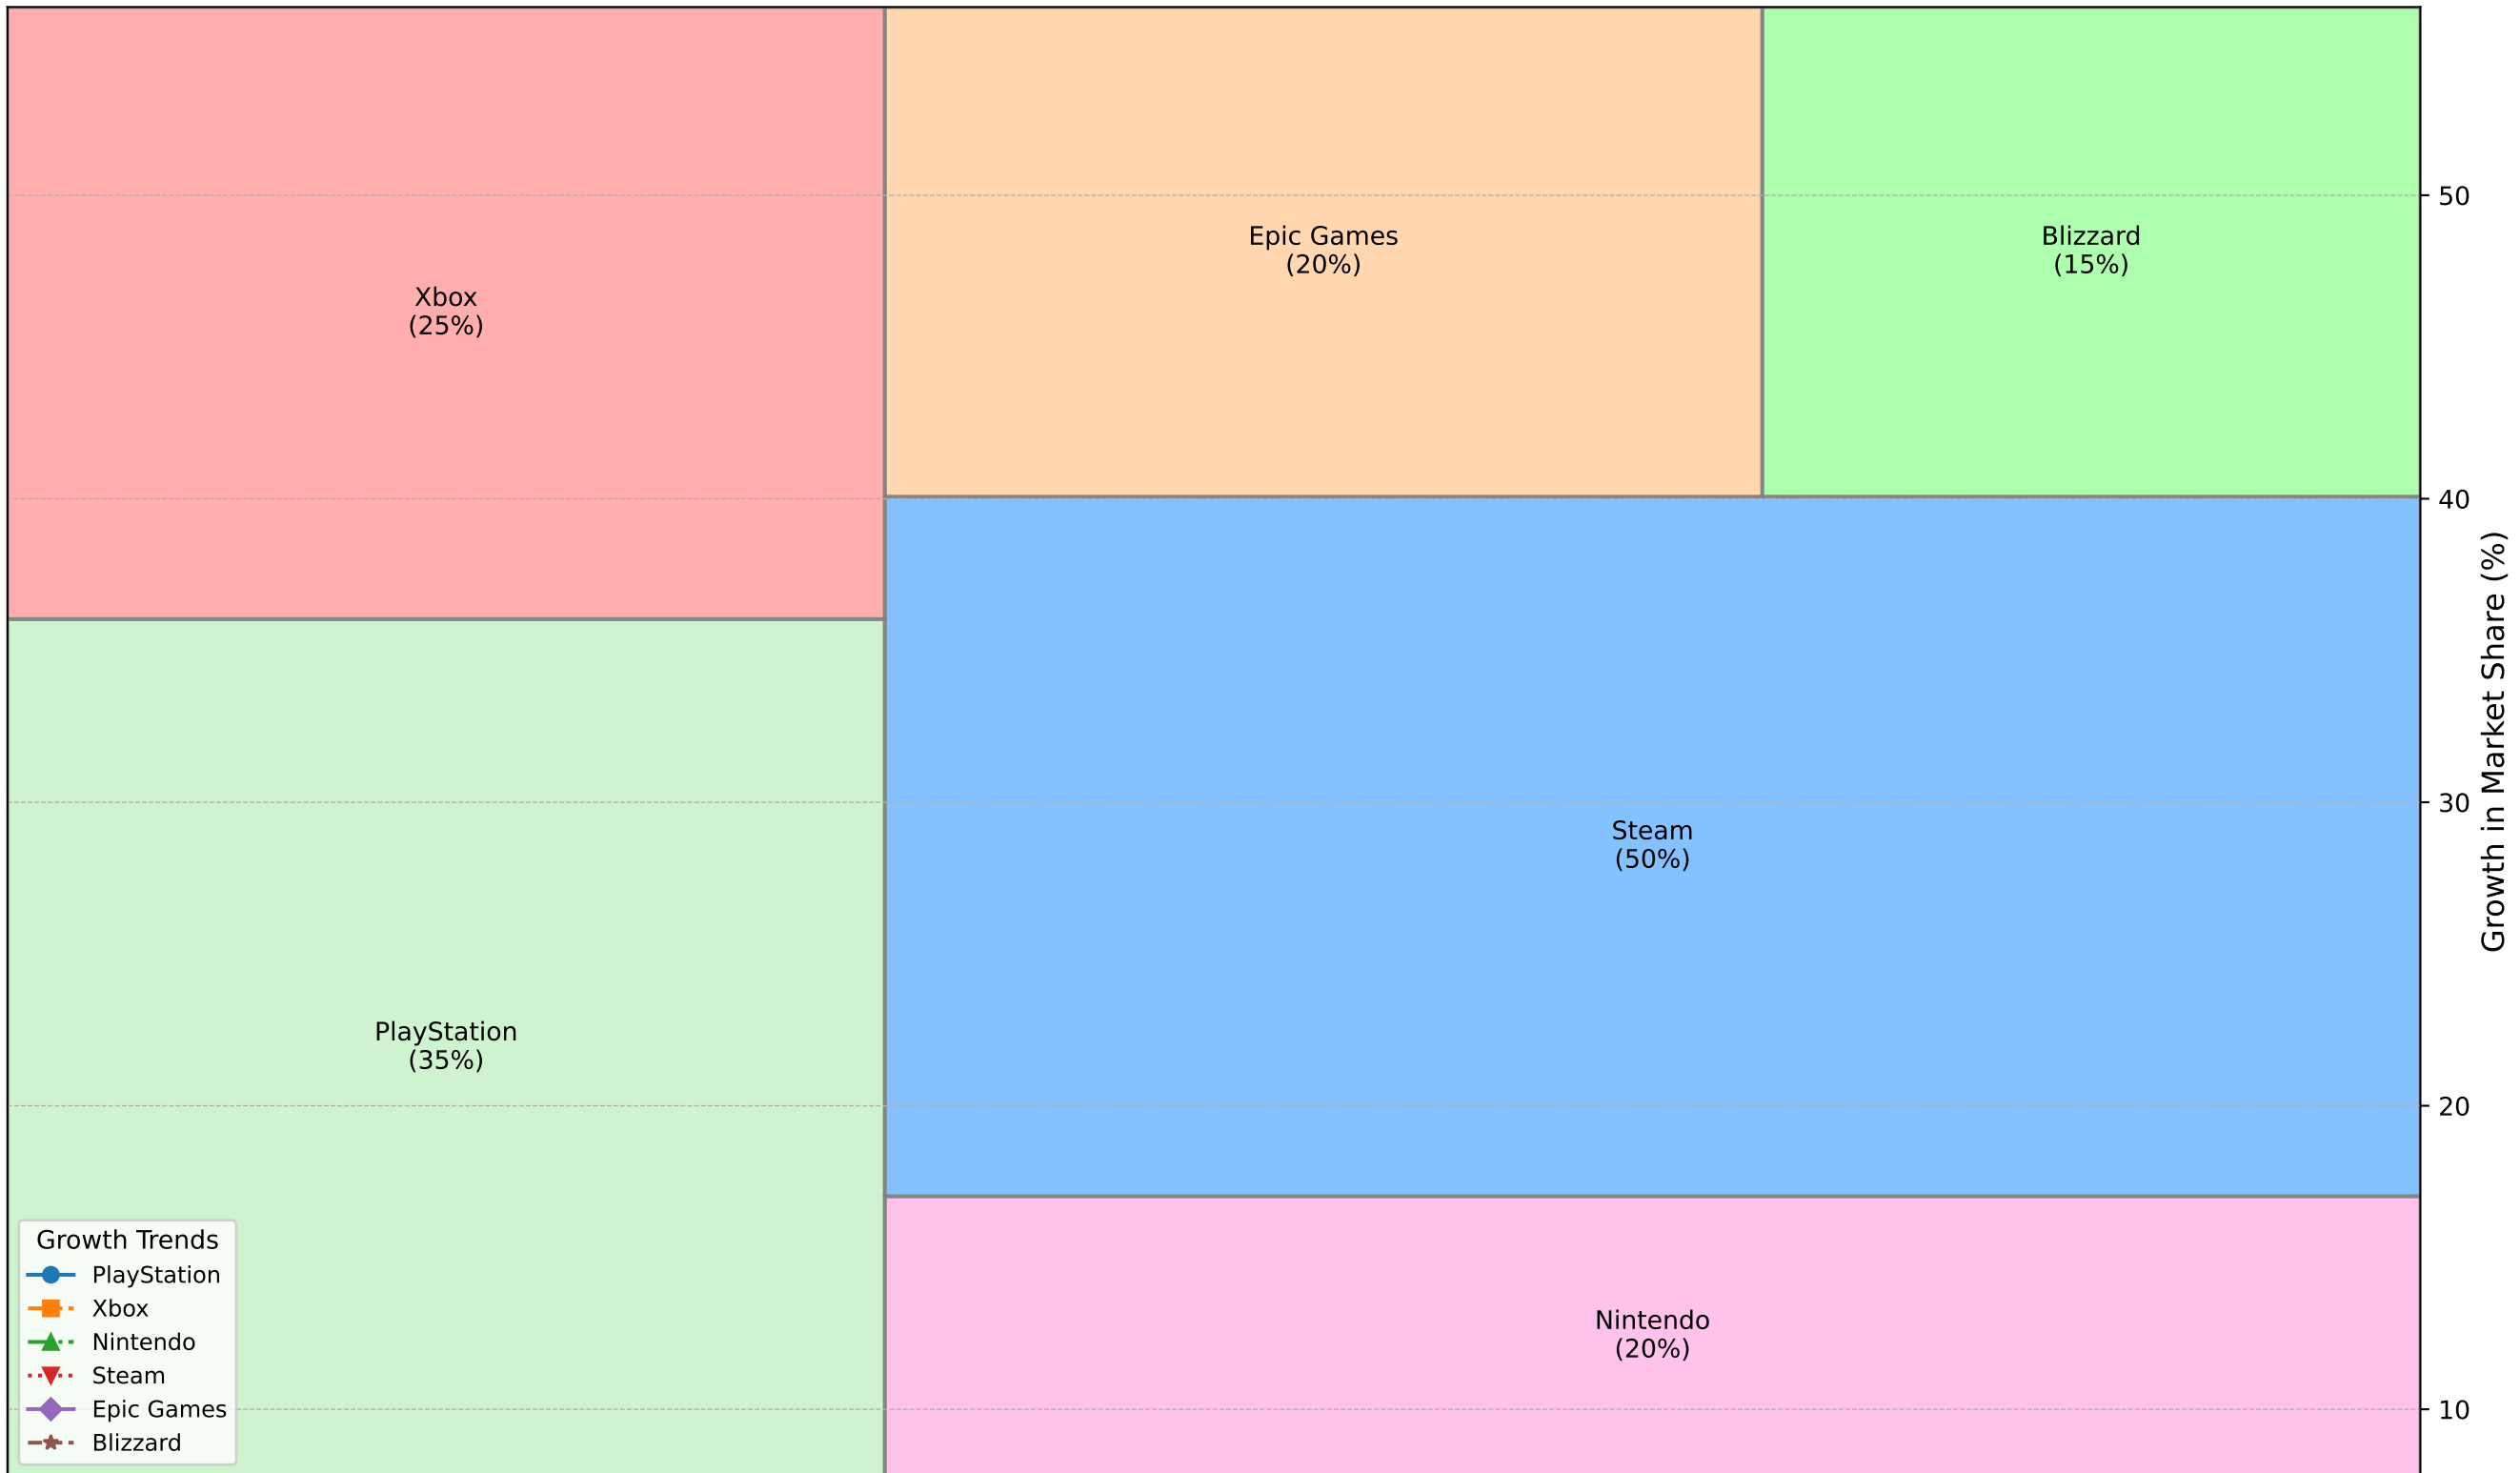 Xbox
(25%)
Epic Games
(20%)
Blizzard
(15%)
PlayStation
(35%)
Steam
(50%)
Nintendo
(20%)
50
40
30
20
10
Growth in Market Share (%)
Growth Trends
PlayStation
Xbox
Nintendo
Steam
Epic Games
Blizzard